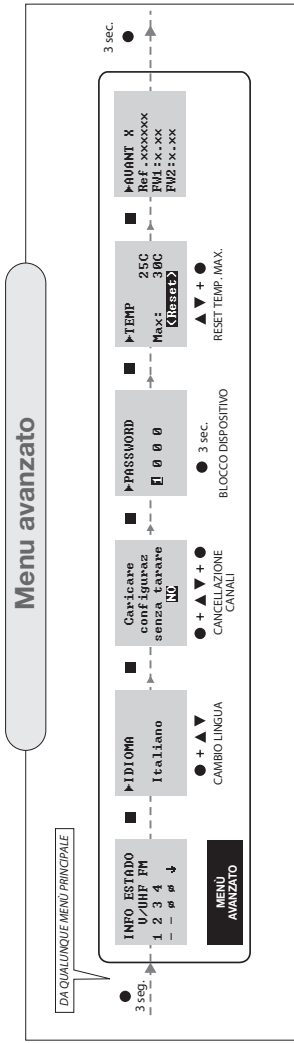 Menu avanzato
DA QUALUNQUE MENÙ PRINCIPALE
3 seg.
INFO ESTADO
V/UHF FM
1 2 3 4
– – ø ø ↓
MENÙ
AVANZATO
▶IDIOMA
Italiano
● + ▲ ▼
CAMBIO LINGUA
Caricare
configuraz
senza tarare
NO
● + ▲ ▼ + ●
CANCELLAZIONE
CANALI
▶PASSWORD
1 0 0 0
● 3 sec.
BLOCCO DISPOSITIVO
▶TEMP 25C
Max: 30C
<Reset>
▲ ▼ + ●
RESET TEMP. MAX.
▶AVANT X
Ref.xxxxxx
FW1:x.xx
FW2:x.xx
3 sec.